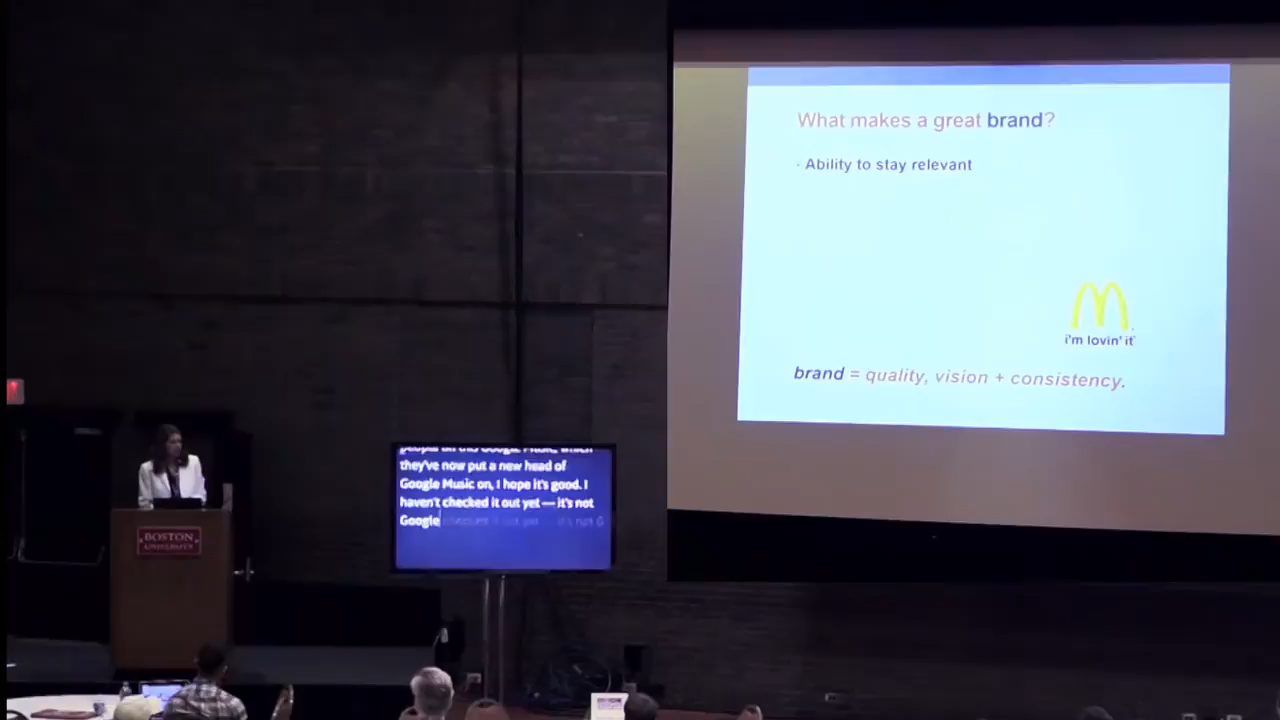 What makes a great brand?
- Ability to stay relevant
i'm lovin' it
brand = quality, vision + consistency.
they've now put a new head of
Google Music on, I hope it's good. I
haven't checked it out yet — it's not
Google
BOSTON
UNIVERSITY